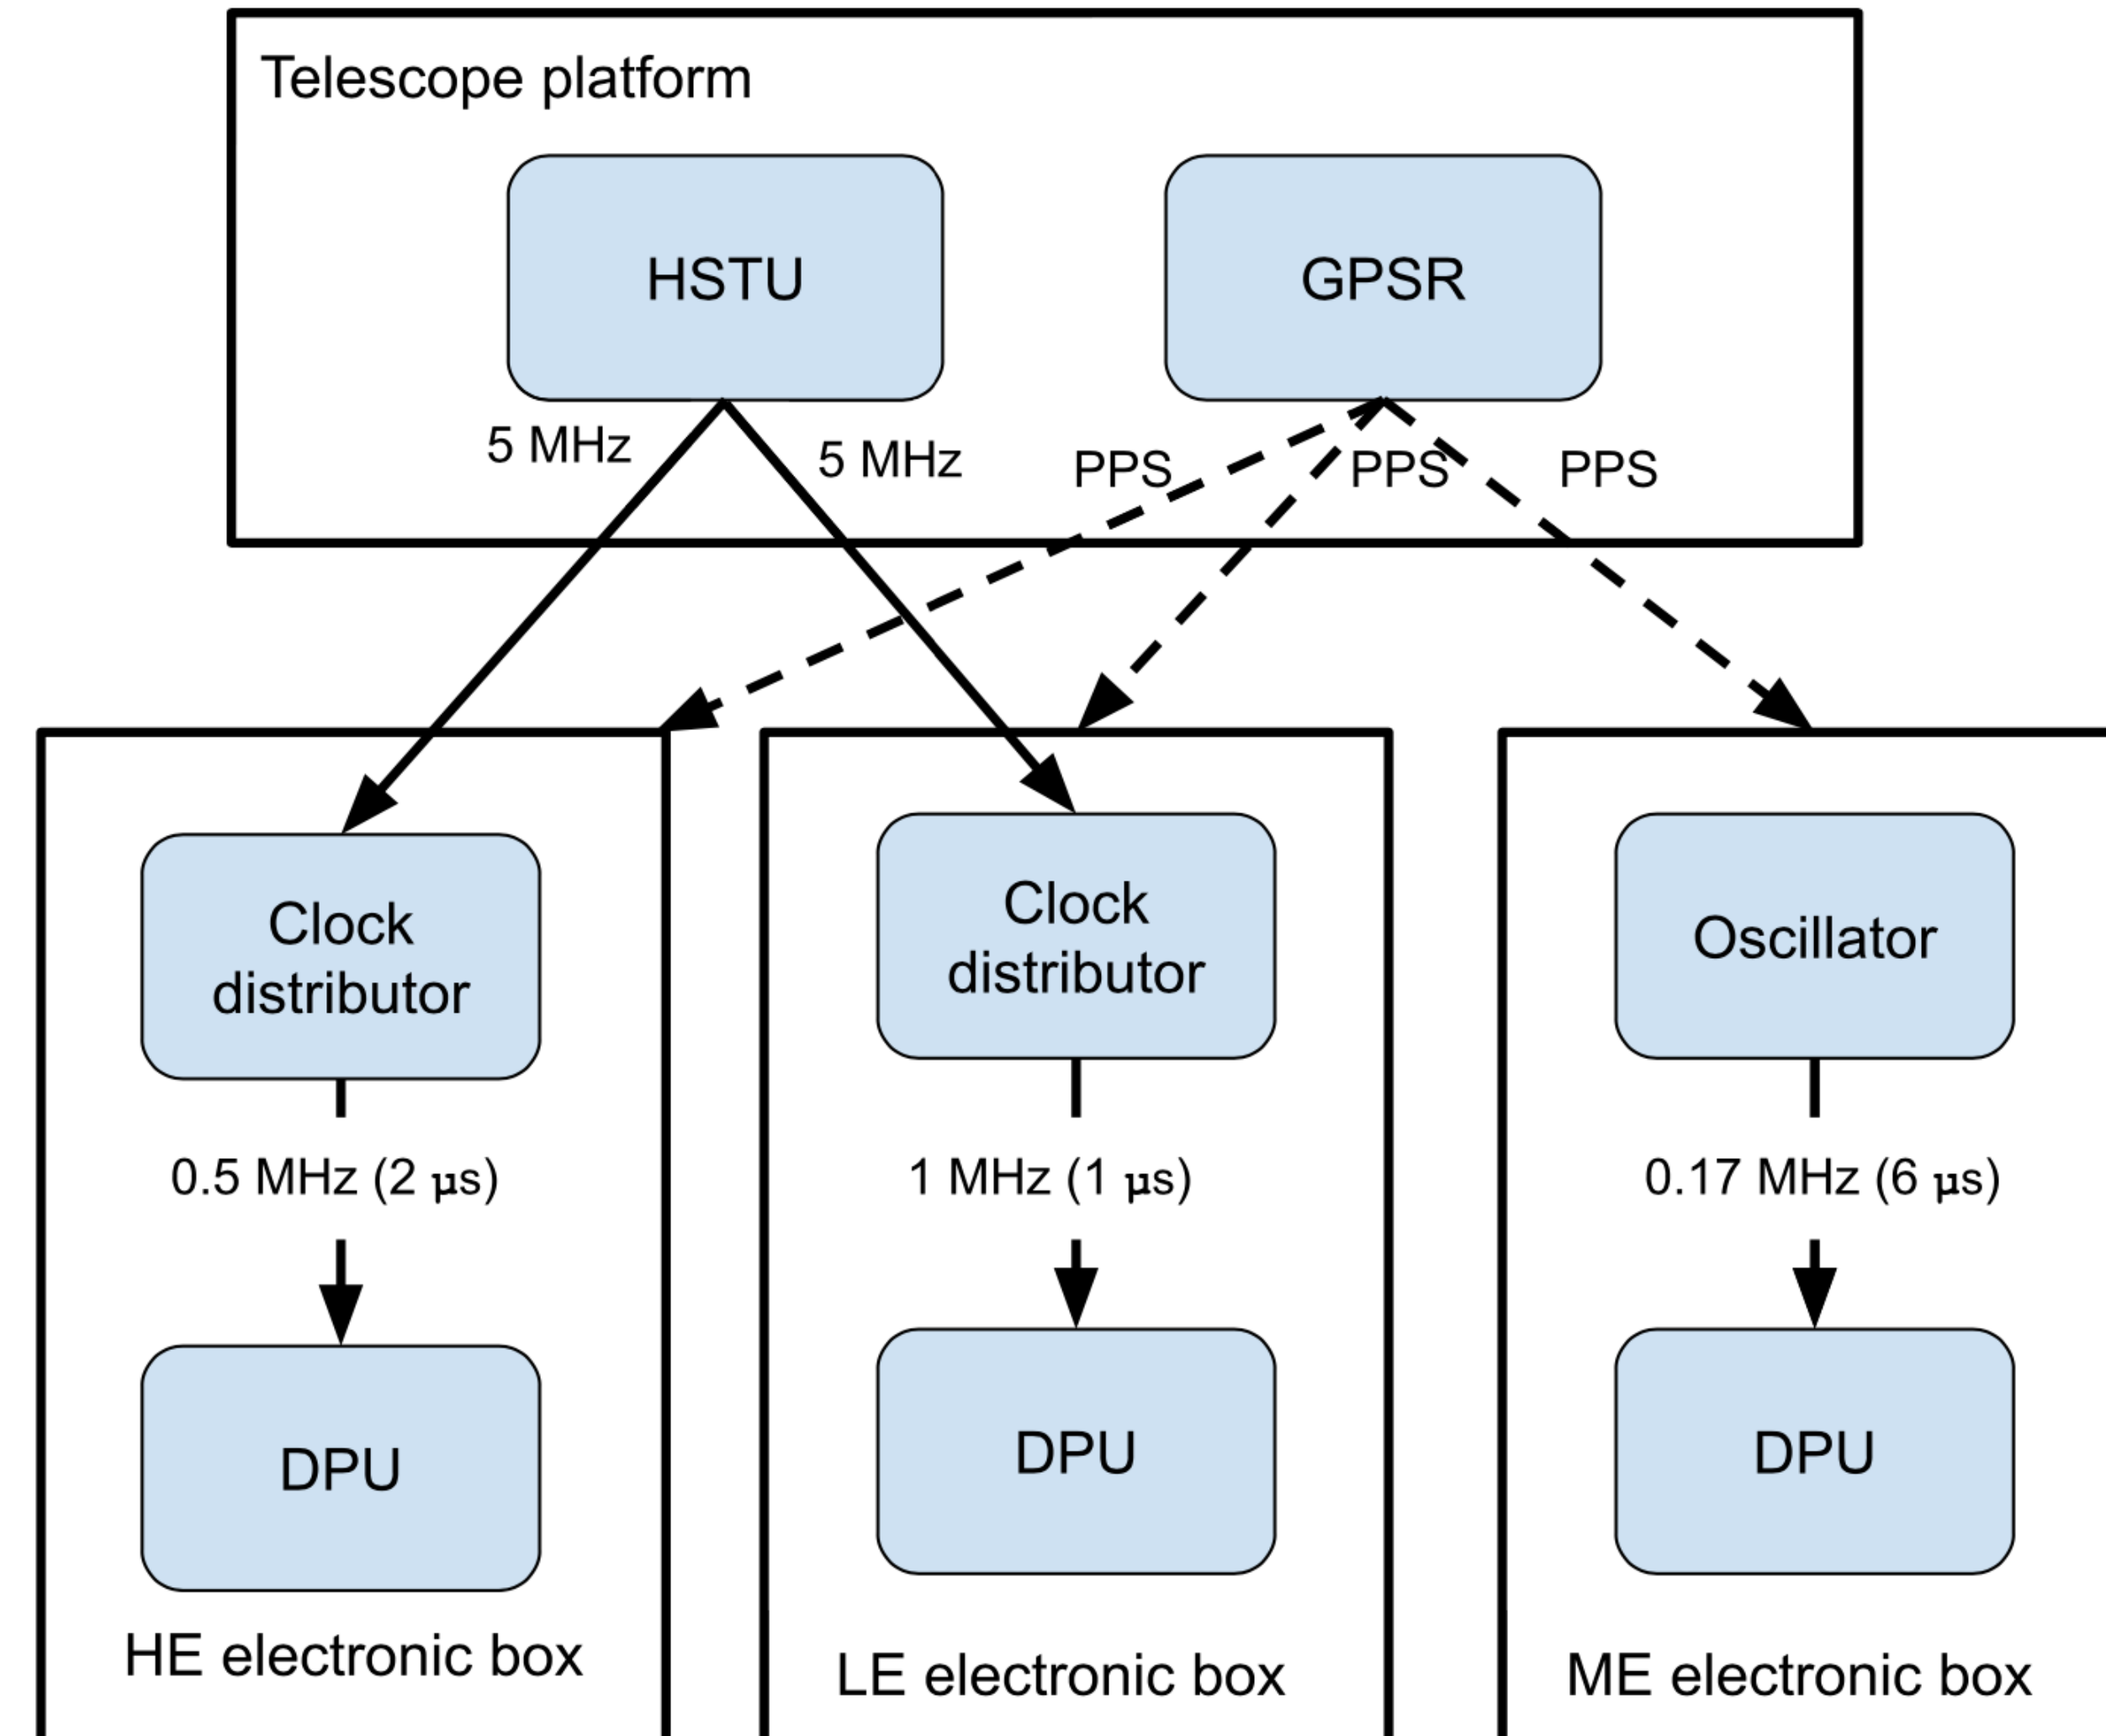 Telescope platform
HSTU
GPSR
5 MHz
5 MHz
PPS
PPS
PPS
Clock
distributor
Clock
distributor
Oscillator
0.5 MHz (2 μs)
1 MHz (1 μs)
0.17 MHz (6 μs)
DPU
DPU
DPU
HE electronic box
LE electronic box
ME electronic box